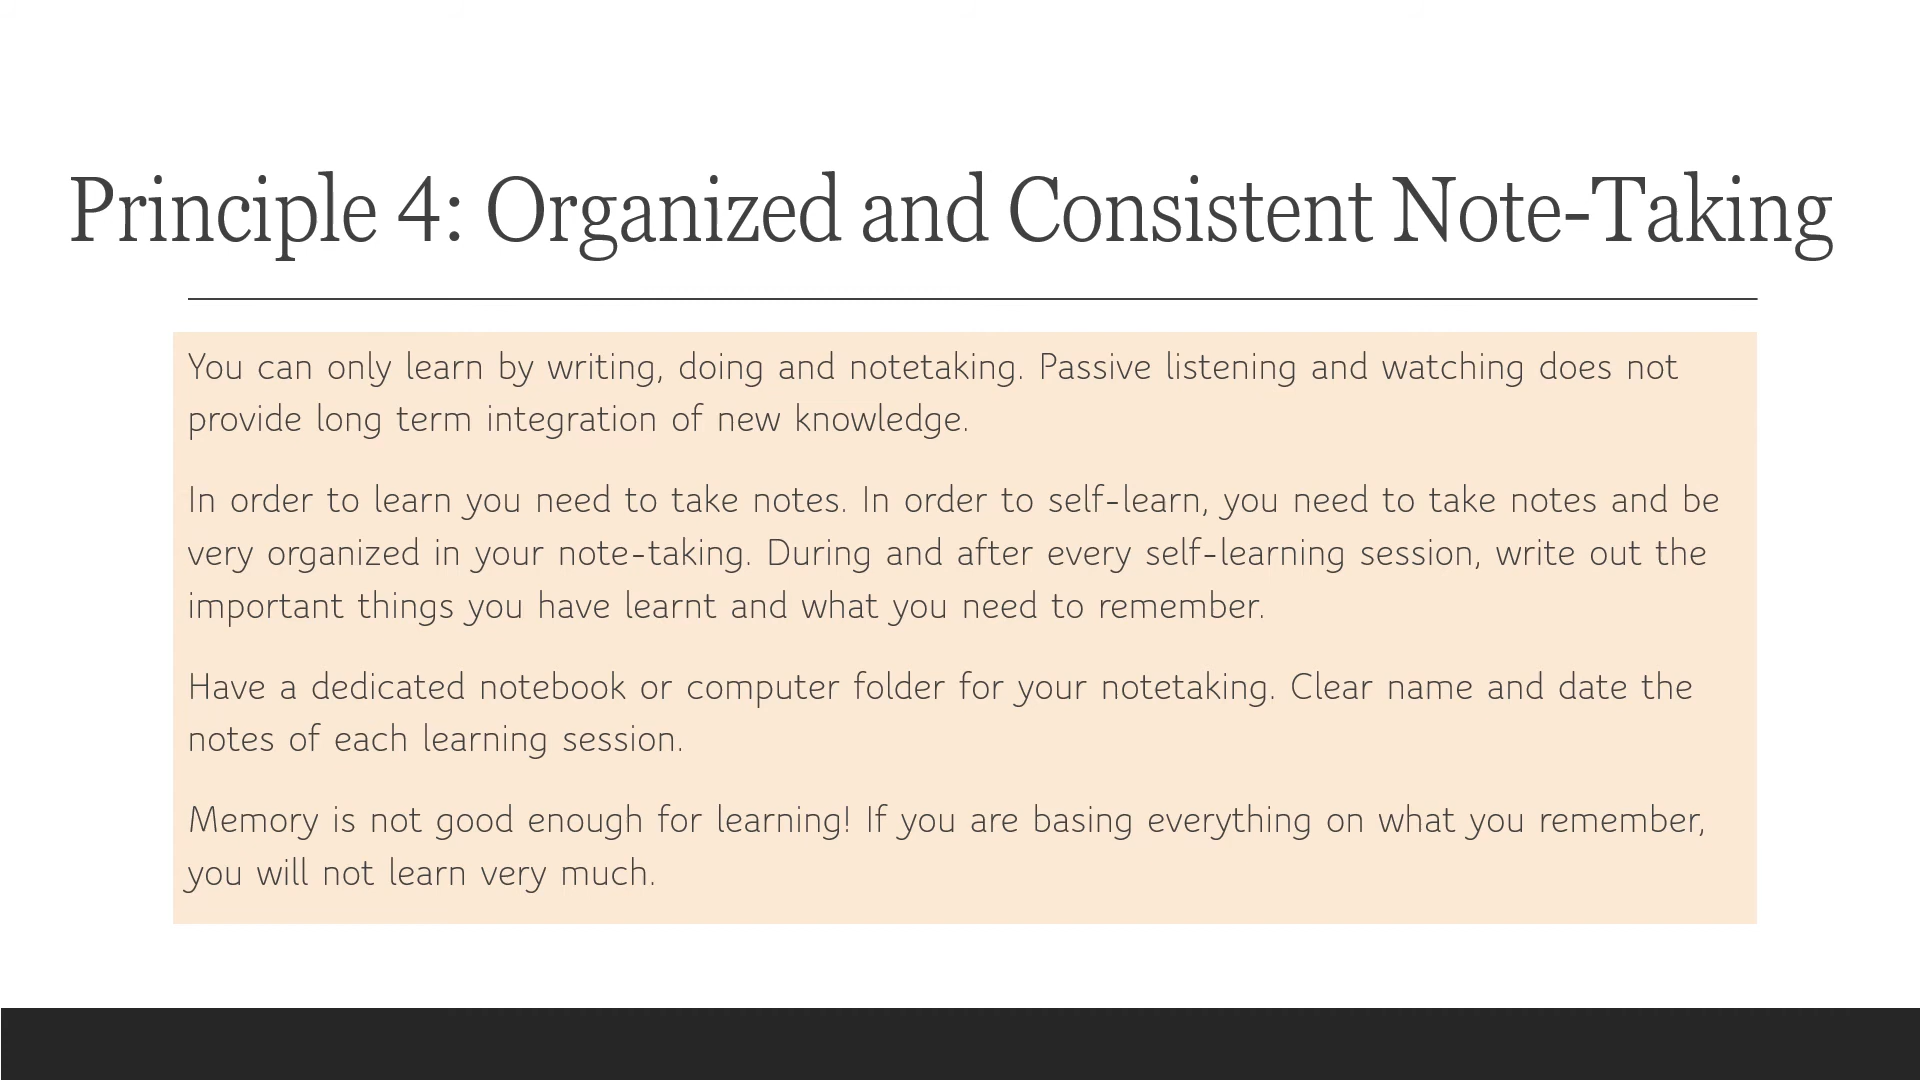 Principle 4: Organized and Consistent Note-Taking
You can only learn by writing, doing and notetaking. Passive listening and watching does not
provide long term integration of new knowledge.
In order to learn you need to take notes. In order to self-learn, you need to take notes and be
very organized in your note-taking. During and after every self-learning session, write out the
important things you have learnt and what you need to remember.
Have a dedicated notebook or computer folder for your notetaking. Clear name and date the
notes of each learning session.
Memory is not good enough for learning! If you are basing everything on what you remember,
you will not learn very much.